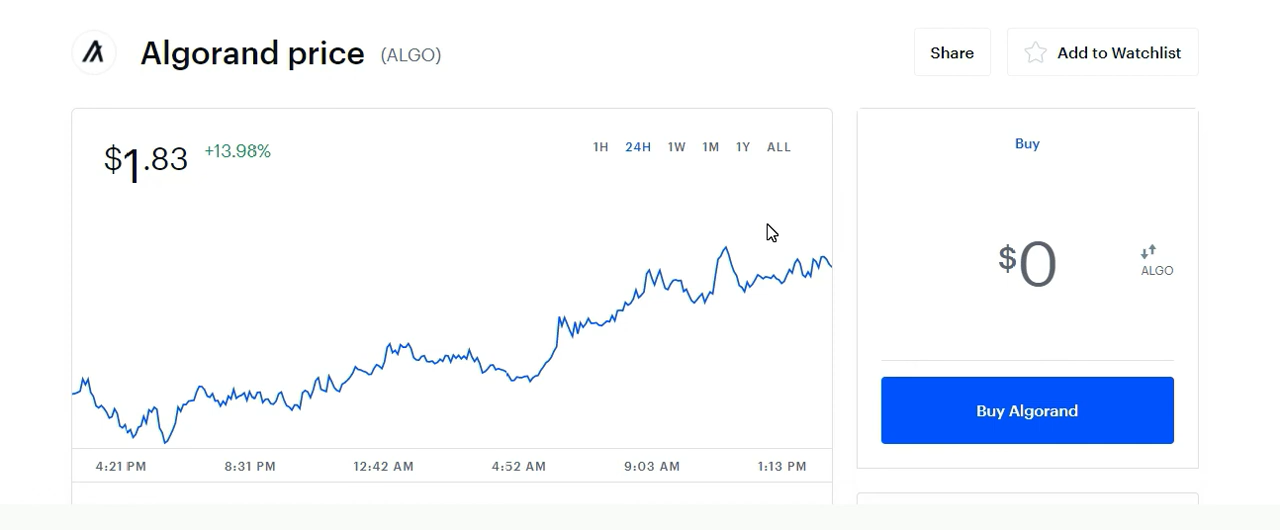 Algorand price (ALGO)
Share
Add to Watchlist
$1.83 +13.98%
1H 24H 1W 1M 1Y ALL
4:21 PM 8:31 PM 12:42 AM 4:52 AM 9:03 AM 1:13 PM
Buy
$0
ALGO
Buy Algorand